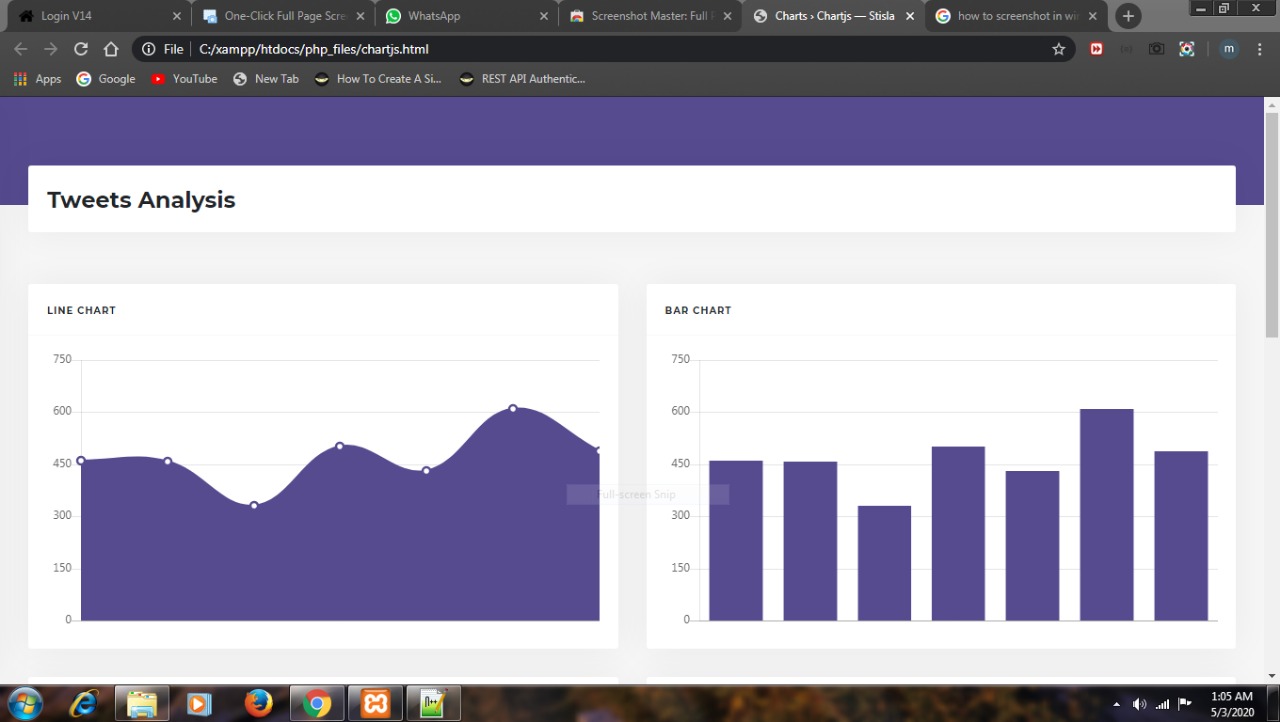 Login V14
One-Click Full Page Scre
WhatsApp
Screenshot Master: Full P
Charts › Chartjs — Stisla
how to screenshot in wi
File
C:/xampp/htdocs/php_files/chartjs.html
m
Apps
Google
YouTube
New Tab
How To Create A Si...
REST API Authentic...
Tweets Analysis
LINE CHART
750
600
450
300
150
0
BAR CHART
750
600
450
300
150
0
Full-screen Snip
1:05 AM
5/3/2020